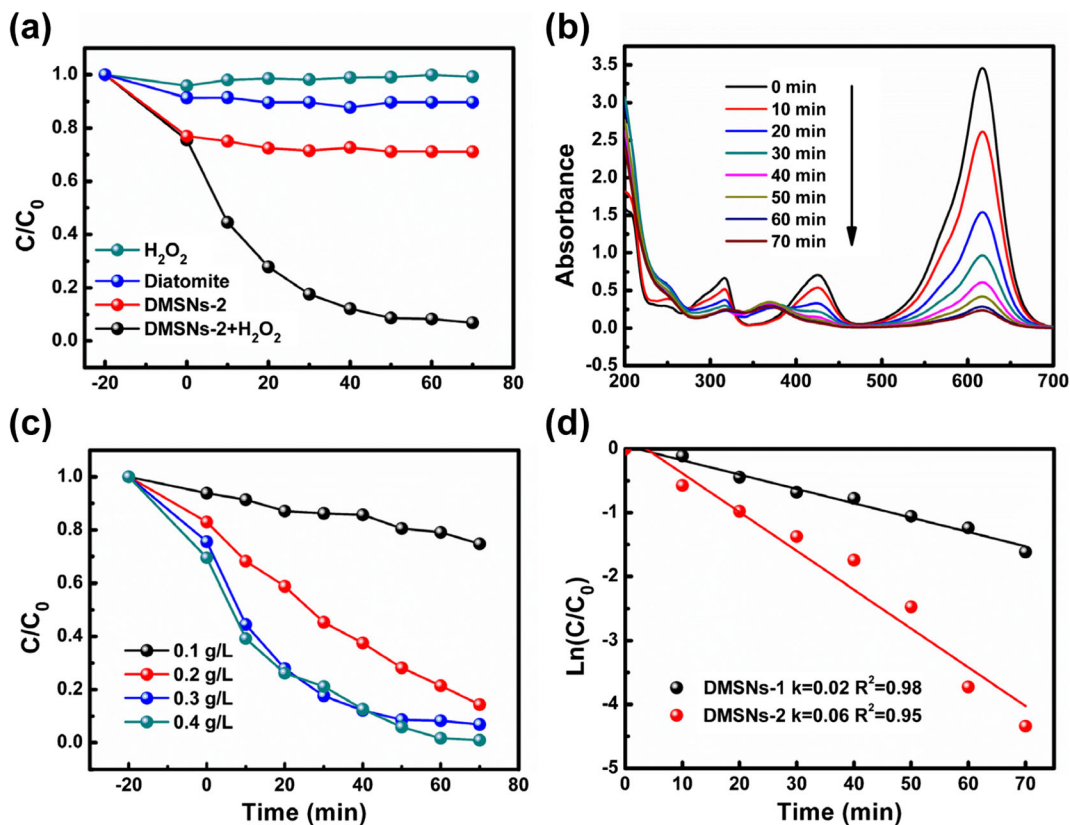 (a)
C/C₀
1.0
0.8
0.6
0.4
0.2
0.0
H₂O₂
Diatomite
DMSNs-2
DMSNs-2+H₂O₂
-20 0 20 40 60 80
(b)
Absorbance
3.5
3.0
2.5
2.0
1.5
1.0
0.5
0.0
-0.5
0 min
10 min
20 min
30 min
40 min
50 min
60 min
70 min
200 300 400 500 600 700
(c)
C/C₀
1.0
0.8
0.6
0.4
0.2
0.0
0.1 g/L
0.2 g/L
0.3 g/L
0.4 g/L
-20 0 20 40 60 80
Time (min)
(d)
Ln(C/C₀)
0
-1
-2
-3
-4
-5
DMSNs-1 k=0.02 R²=0.98
DMSNs-2 k=0.06 R²=0.95
0 10 20 30 40 50 60 70
Time (min)